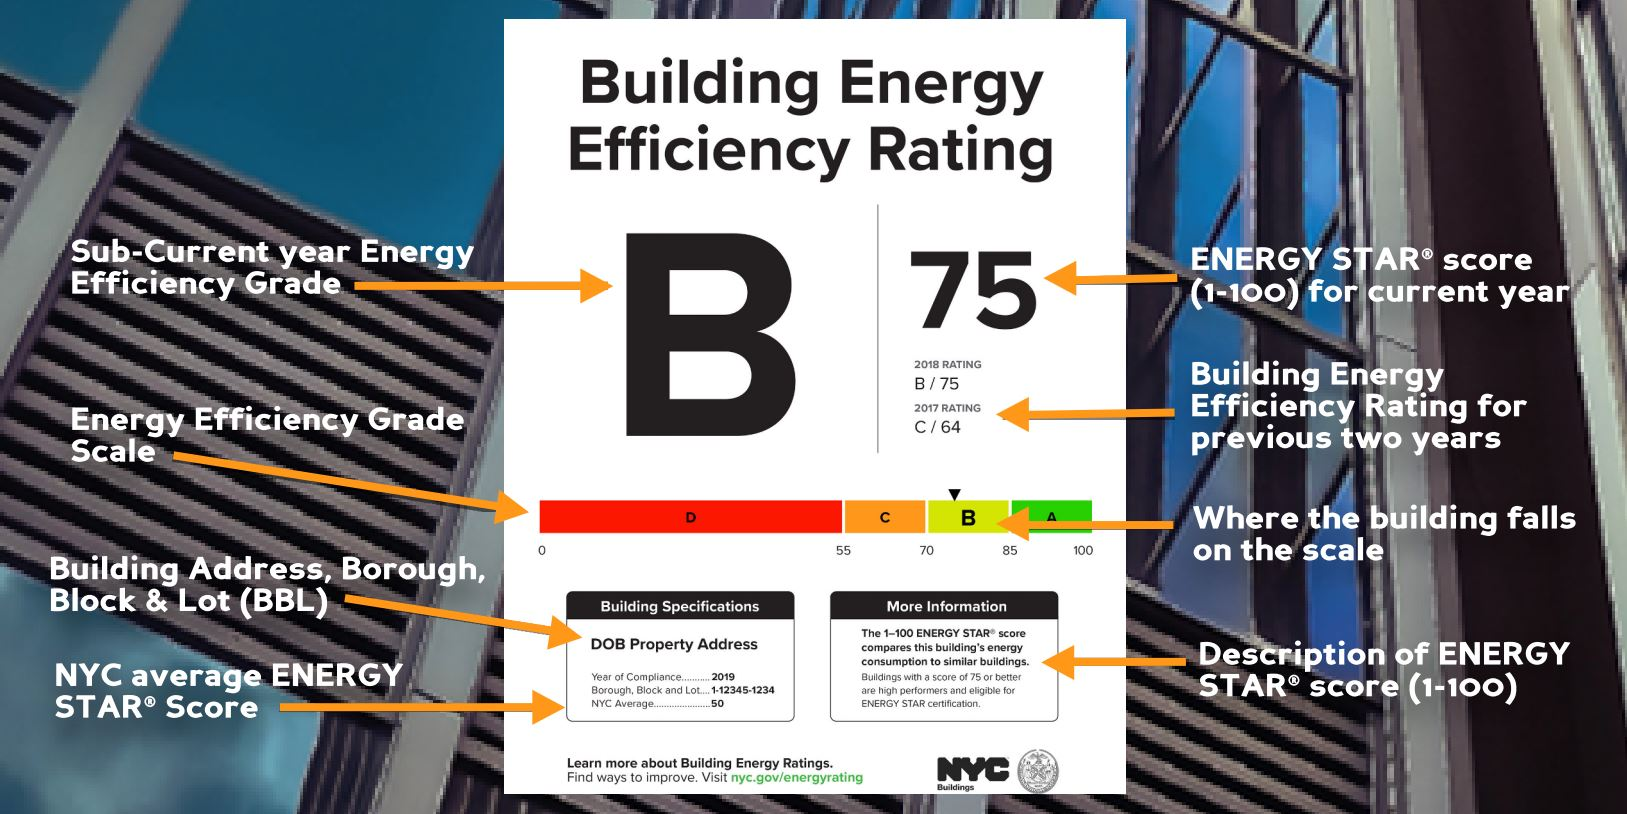 Building Energy
Efficiency Rating
Sub-Current year Energy
Efficiency Grade
B
75
ENERGY STAR® score
(1-100) for current year
2018 RATING
B / 75
2017 RATING
C / 64
Building Energy
Efficiency Rating for
previous two years
Energy Efficiency Grade
Scale
D
C
B
A
0
55
70
85
100
Where the building falls
on the scale
Building Address, Borough,
Block & Lot (BBL)
NYC average ENERGY
STAR® Score
Building Specifications
DOB Property Address
Year of Compliance.......... 2019
Borough, Block and Lot.... 1-12345-1234
NYC Average..................... 50
More Information
The 1–100 ENERGY STAR® score
compares this building's energy
consumption to similar buildings.
Buildings with a score of 75 or better
are high performers and eligible for
ENERGY STAR certification.
Description of ENERGY
STAR® score (1-100)
Learn more about Building Energy Ratings.
Find ways to improve. Visit nyc.gov/energyrating
NYC
Buildings